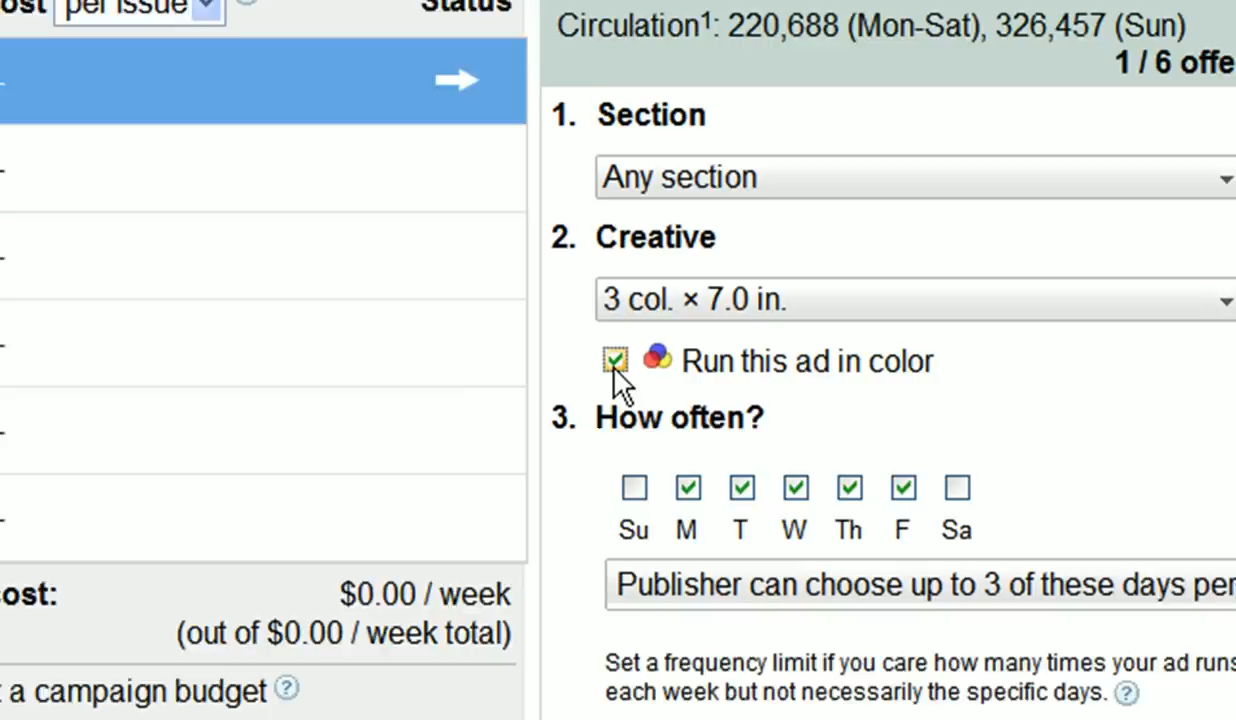 per issue
Status
Circulation¹: 220,688 (Mon-Sat), 326,457 (Sun)
1 / 6
1. Section
Any section
2. Creative
3 col. × 7.0 in.
Run this ad in color
3. How often?
Su M T W Th F Sa
Publisher can choose up to 3 of these days per
$0.00 / week
(out of $0.00 / week total)
a campaign budget
Set a frequency limit if you care how many times your ad runs
each week but not necessarily the specific days.